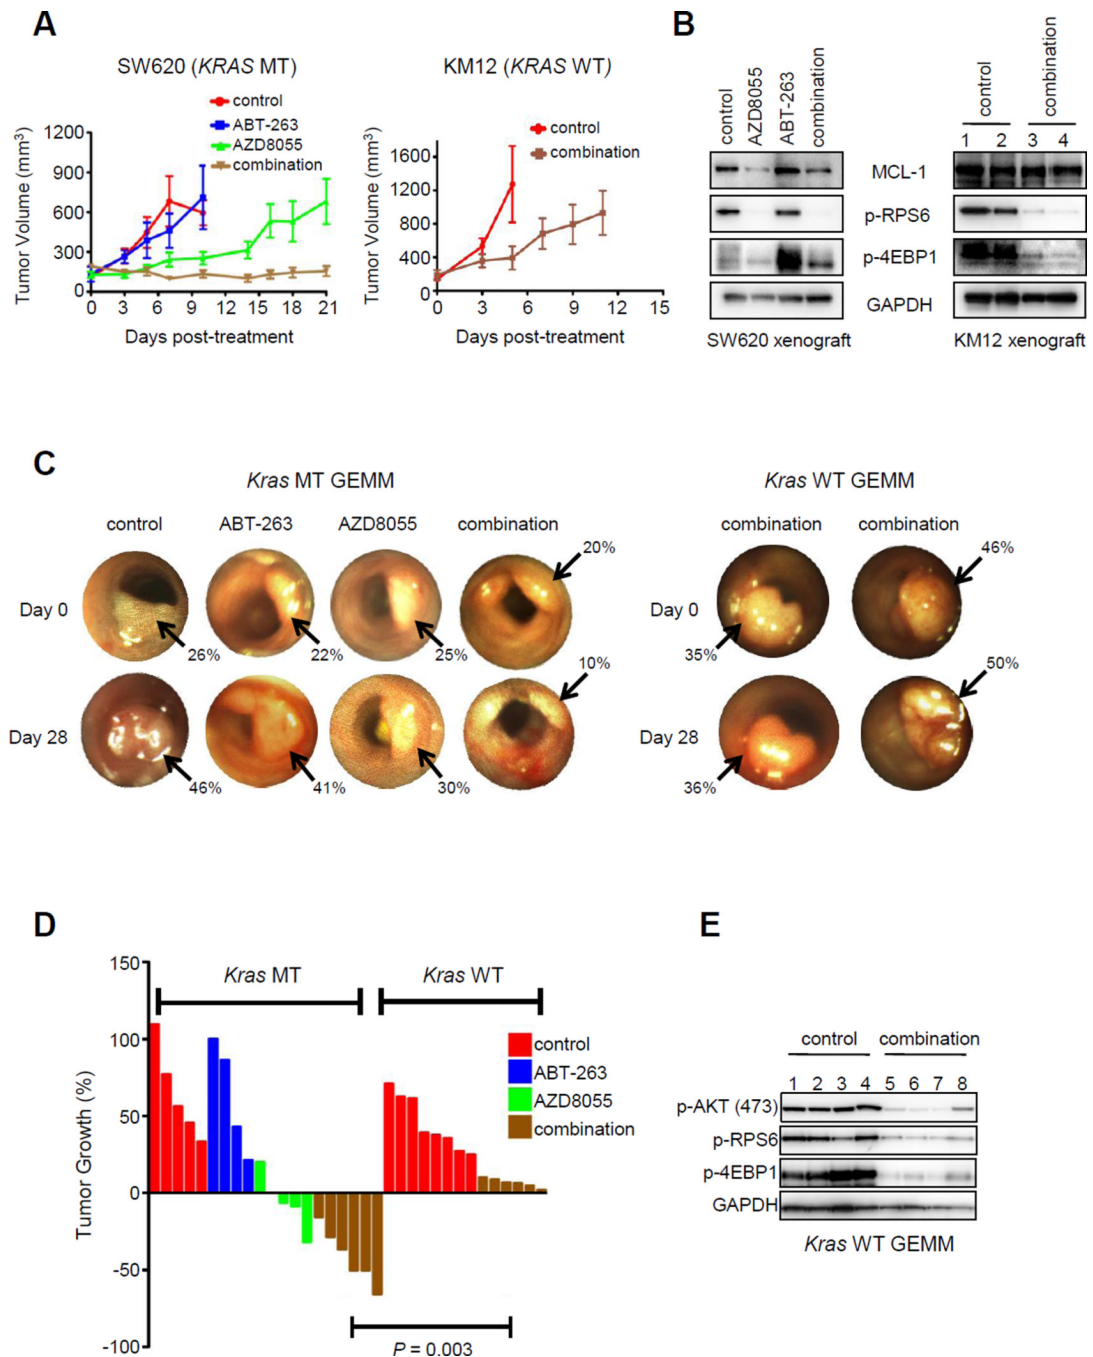 A
SW620 (KRAS MT)
control
ABT-263
AZD8055
combination
Tumor Volume (mm³)
1200
900
600
300
0
0 3 6 9 12 15 18 21
Days post-treatment
KM12 (KRAS WT)
control
combination
Tumor Volume (mm³)
1600
1200
800
400
0
0 3 6 9 12 15
Days post-treatment
B
control
AZD8055
ABT-263
combination
control
combination
1 2 3 4
MCL-1
p-RPS6
p-4EBP1
GAPDH
SW620 xenograft
KM12 xenograft
C
Kras MT GEMM
Kras WT GEMM
control ABT-263 AZD8055 combination
combination combination
Day 0
26%
22%
25%
20%
Day 0
35%
46%
Day 28
46%
41%
30%
10%
Day 28
36%
50%
D
Tumor Growth (%)
150
100
50
0
-50
-100
Kras MT
Kras WT
control
ABT-263
AZD8055
combination
P = 0.003
E
control combination
1 2 3 4 5 6 7 8
p-AKT (473)
p-RPS6
p-4EBP1
GAPDH
Kras WT GEMM